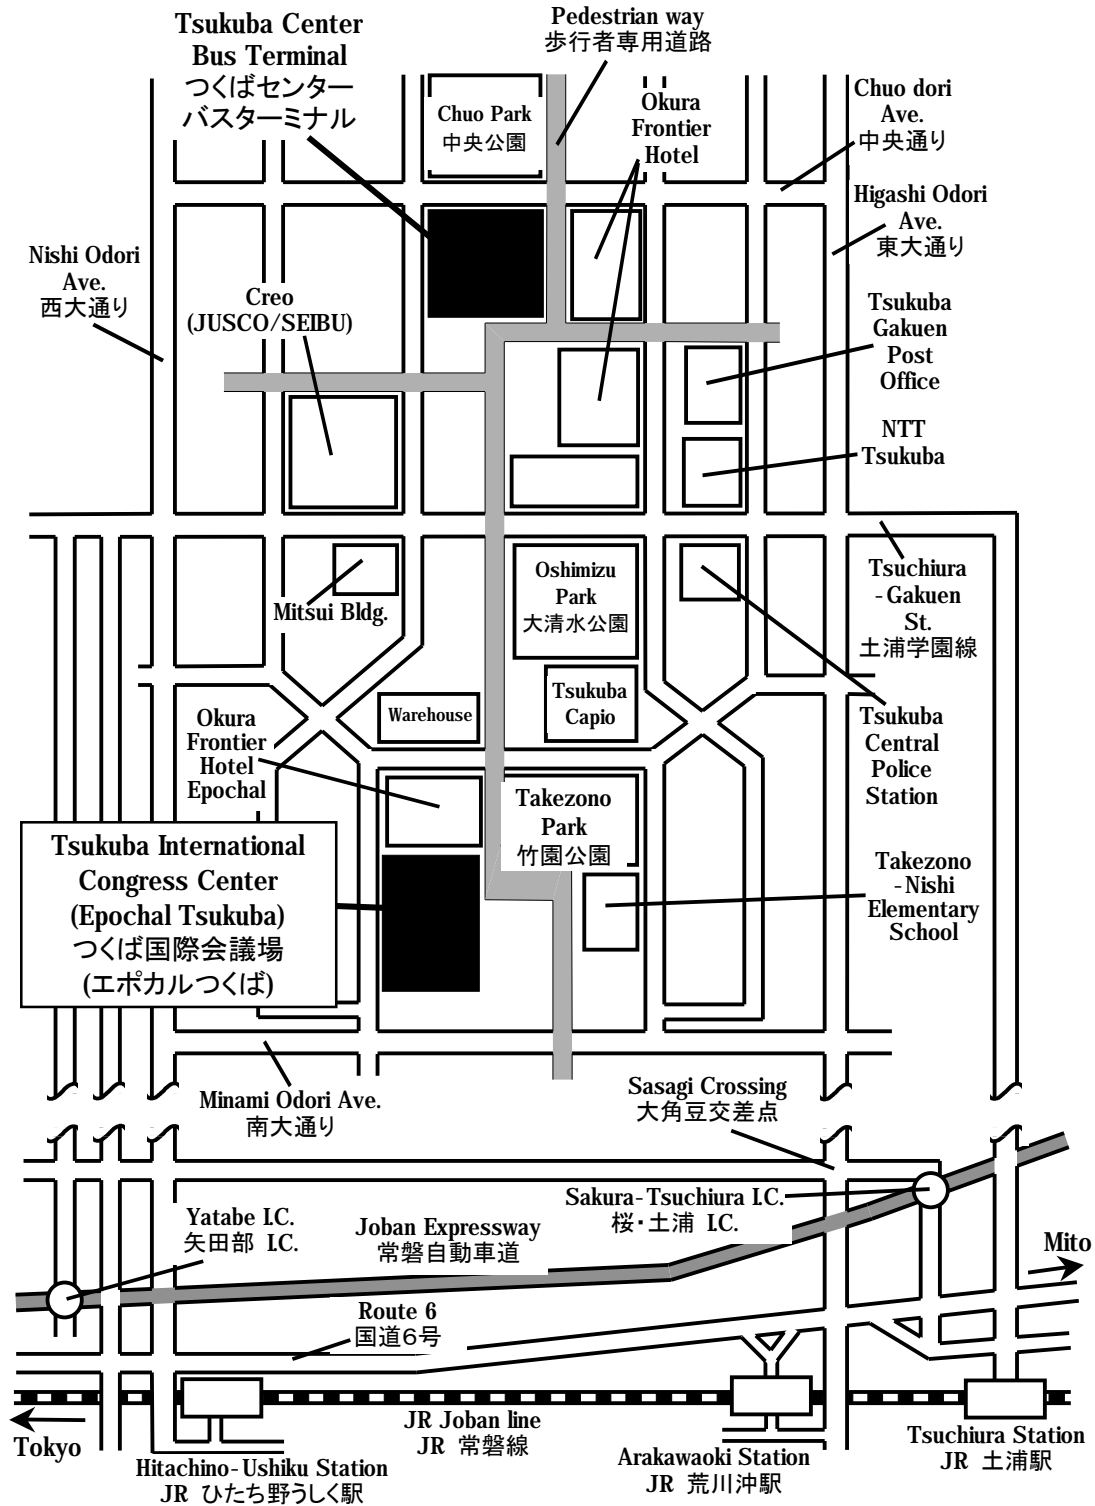 Tsukuba Center
Bus Terminal
つくばセンター
バスターミナル
Pedestrian way
歩行者専用道路
Chuo Park
中央公園
Okura
Frontier
Hotel
Chuo dori
Ave.
中央通り
Higashi Odori
Ave.
東大通り
Nishi Odori
Ave.
西大通り
Creo
(JUSCO/SEIBU)
Tsukuba
Gakuen
Post
Office
NTT
Tsukuba
Mitsui Bldg.
Oshimizu
Park
大清水公園
Tsuchiura
-Gakuen
St.
土浦学園線
Okura
Frontier
Hotel
Epochal
Warehouse
Tsukuba
Capio
Tsukuba
Central
Police
Station
Takezono
Park
竹園公園
Tsukuba International
Congress Center
(Epochal Tsukuba)
つくば国際会議場
(エポカルつくば)
Takezono
-Nishi
Elementary
School
Minami Odori Ave.
南大通り
Sasagi Crossing
大角豆交差点
Yatabe I.C.
矢田部 I.C.
Joban Expressway
常磐自動車道
Sakura-Tsuchiura I.C.
桜・土浦 I.C.
Mito
Route 6
国道６号
Tokyo
JR Joban line
JR 常磐線
Hitachino-Ushiku Station
JR ひたち野うしく駅
Arakawaoki Station
JR 荒川沖駅
Tsuchiura Station
JR 土浦駅